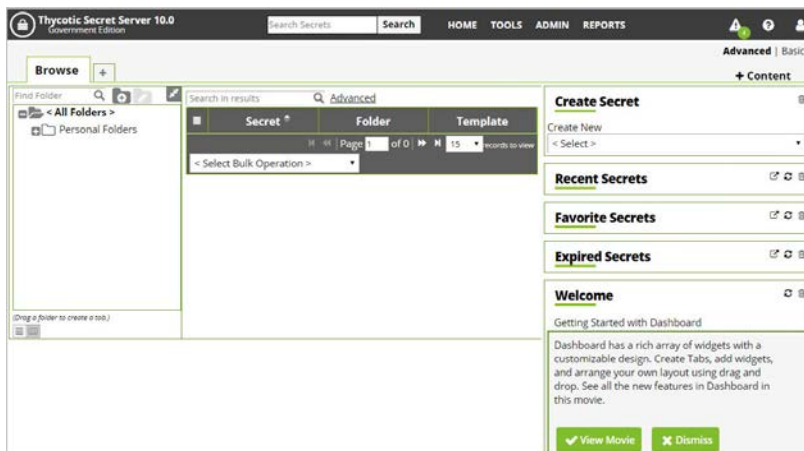 Thycotic Secret Server 10.0
Government Edition
Search Secrets
Search
HOME TOOLS ADMIN REPORTS
Advanced | Basic
Browse +
+ Content
Find Folder
< All Folders >
Personal Folders
(Drag a folder to create a tab.)
Search in results Advanced
Secret Folder Template
Page 1 of 0 15 records to view
< Select Bulk Operation >
Create Secret
Create New
< Select >
Recent Secrets
Favorite Secrets
Expired Secrets
Welcome
Getting Started with Dashboard
Dashboard has a rich array of widgets with a
customizable design. Create Tabs, add widgets,
and arrange your own layout using drag and
drop. See all the new features in Dashboard in
this movie.
View Movie
Dismiss